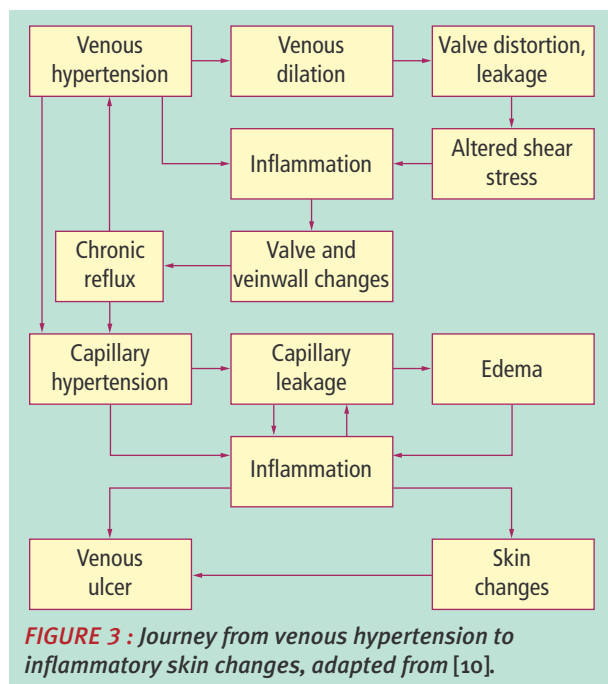 Venous
hypertension
Venous
dilation
Valve distortion,
leakage
Inflammation
Altered shear
stress
Chronic
reflux
Valve and
veinwall changes
Capillary
hypertension
Capillary
leakage
Edema
Inflammation
Venous
ulcer
Skin
changes
FIGURE 3 : Journey from venous hypertension to
inflammatory skin changes, adapted from [10].